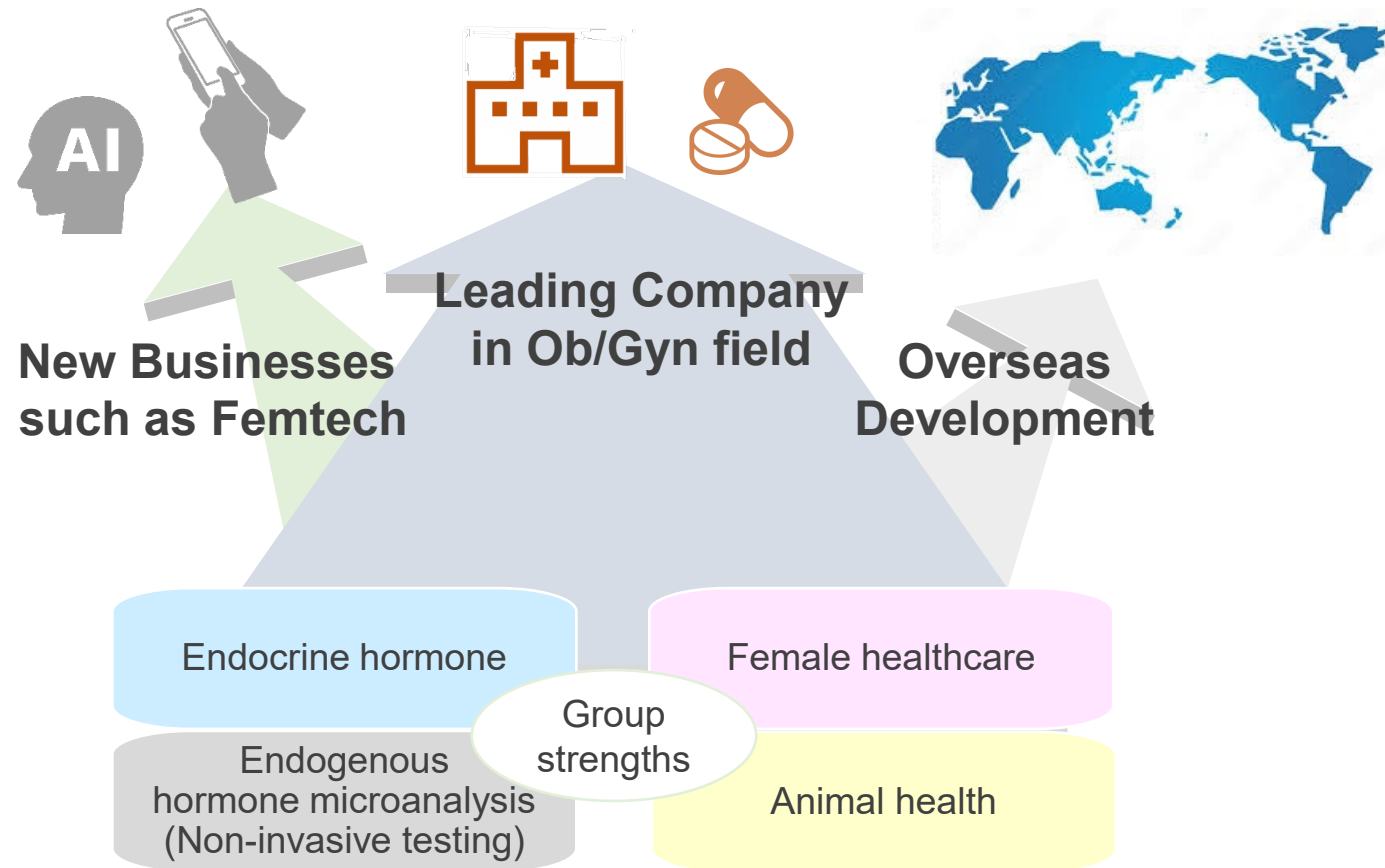 AI
Leading Company
in Ob/Gyn field
New Businesses
such as Femtech
Overseas
Development
Endocrine hormone
Female healthcare
Group
strengths
Endogenous
hormone microanalysis
(Non-invasive testing)
Animal health